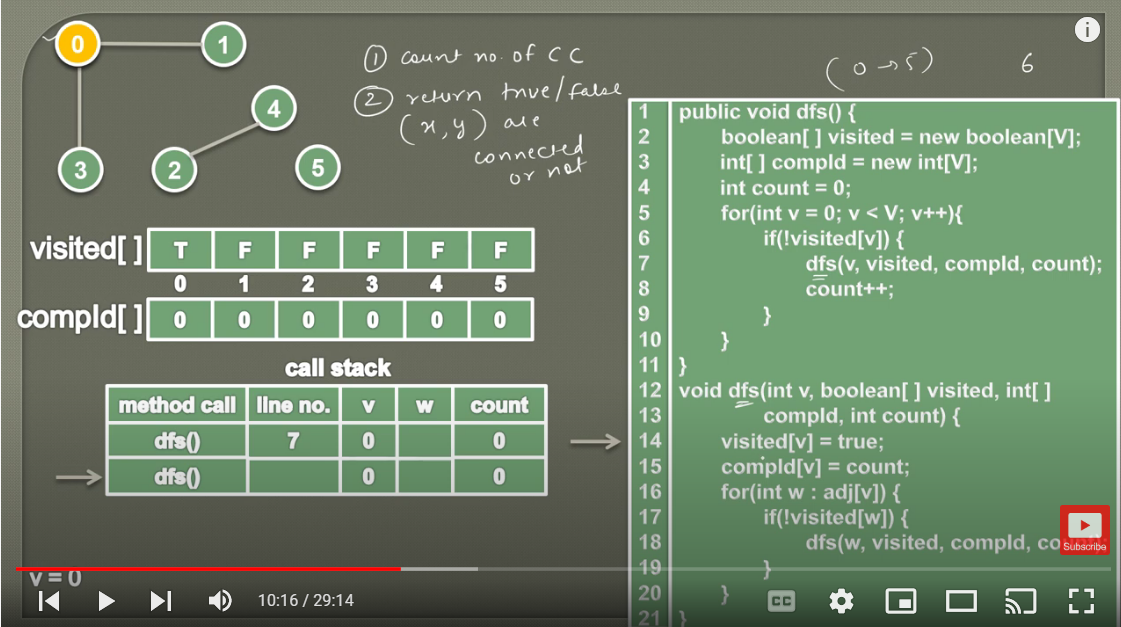 0
1
4
3
2
5
① count no. of CC
② return true/false
(x, y) are
connected
or not
(0 → 5)
6
visited[ ]
T F F F F F
0 1 2 3 4 5
compId[ ]
0 0 0 0 0 0
call stack
method call line no. v w count
dfs() 7 0 0
dfs() 0 0
v = 0
1 public void dfs() {
2 boolean[ ] visited = new boolean[V];
3 int[ ] compId = new int[V];
4 int count = 0;
5 for(int v = 0; v < V; v++){
6 if(!visited[v]) {
7 dfs(v, visited, compId, count);
8 count++;
9 }
10 }
11 }
12 void dfs(int v, boolean[ ] visited, int[ ]
13 compId, int count) {
14 visited[v] = true;
15 compId[v] = count;
16 for(int w : adj[v]) {
17 if(!visited[w]) {
18 dfs(w, visited, compId, co
19 }
20 }
21 }
i
Subscribe
10:16 / 29:14
CC